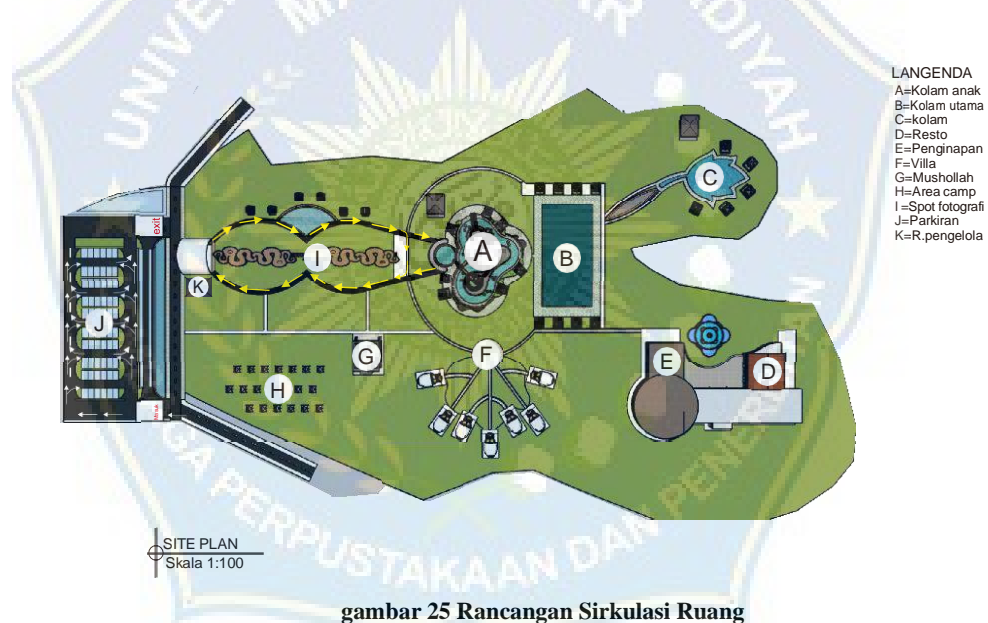 LANGENDA
A=Kolam anak
B=Kolam utama
C=kolam
D=Resto
E=Penginapan
F=Villa
G=Mushollah
H=Area camp
I =Spot fotografi
J=Parkiran
K=R.pengelola
exit
A
B
C
I
K
J
G
F
E
D
H
SITE PLAN
Skala 1:100
gambar 25 Rancangan Sirkulasi Ruang